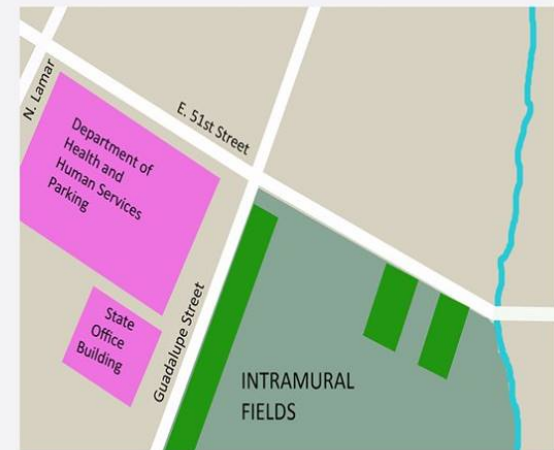 N. Lamar
E. 51st Street
Department of
Health and
Human Services
Parking
State
Office
Building
Guadalupe Street
INTRAMURAL
FIELDS